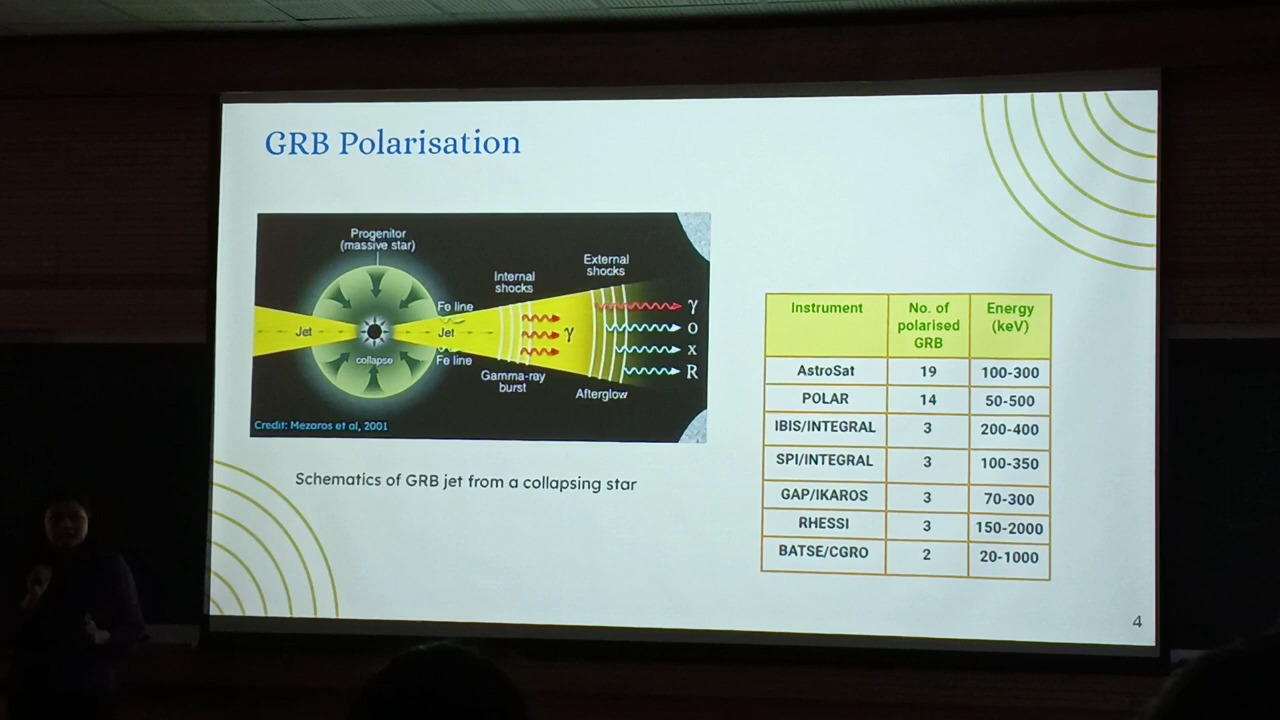 GRB Polarisation
Progenitor
(massive star)
Internal
shocks
External
shocks
Fe line
Jet
Jet
collapse
Fe line
γ
γ
o
x
R
Gamma-ray
burst
Afterglow
Credit: Mezaros et al, 2001
Schematics of GRB jet from a collapsing star
Instrument No. of polarised GRB Energy (keV)
AstroSat 19 100-300
POLAR 14 50-500
IBIS/INTEGRAL 3 200-400
SPI/INTEGRAL 3 100-350
GAP/IKAROS 3 70-300
RHESSI 3 150-2000
BATSE/CGRO 2 20-1000
4